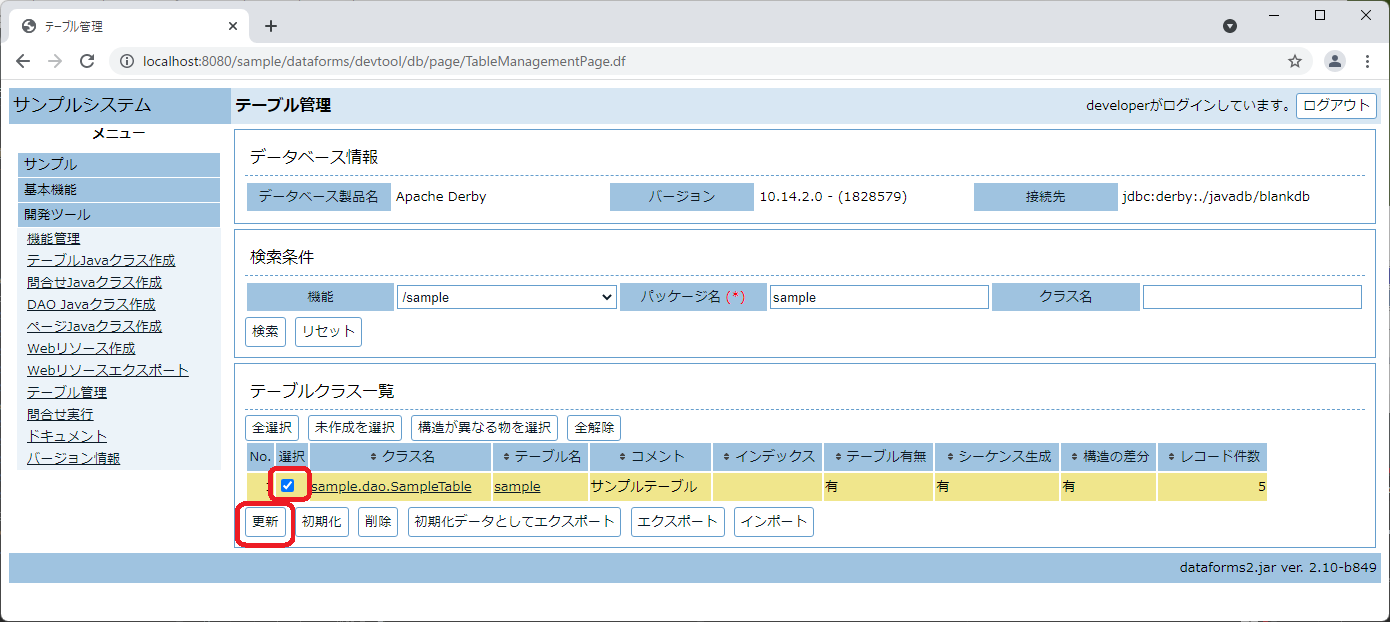 テーブル管理
localhost:8080/sample/dataforms/devtool/db/page/TableManagementPage.df
サンプルシステム
テーブル管理
developerがログインしています。 ログアウト
メニュー
サンプル
基本機能
開発ツール
機能管理
テーブルJavaクラス作成
問合せJavaクラス作成
DAO Javaクラス作成
ページJavaクラス作成
Webリソース作成
Webリソースエクスポート
テーブル管理
問合せ実行
ドキュメント
バージョン情報
データベース情報
データベース製品名 Apache Derby バージョン 10.14.2.0 - (1828579) 接続先 jdbc:derby:./javadb/blankdb
検索条件
機能 /sample パッケージ名 (*) sample クラス名
検索 リセット
テーブルクラス一覧
全選択 未作成を選択 構造が異なる物を選択 全解除
No. 選択 クラス名 テーブル名 コメント インデックス テーブル有無 シーケンス生成 構造の差分 レコード件数
sample.dao.SampleTable sample サンプルテーブル 有 有 有 5
更新 初期化 削除 初期化データとしてエクスポート エクスポート インポート
dataforms2.jar ver. 2.10-b849